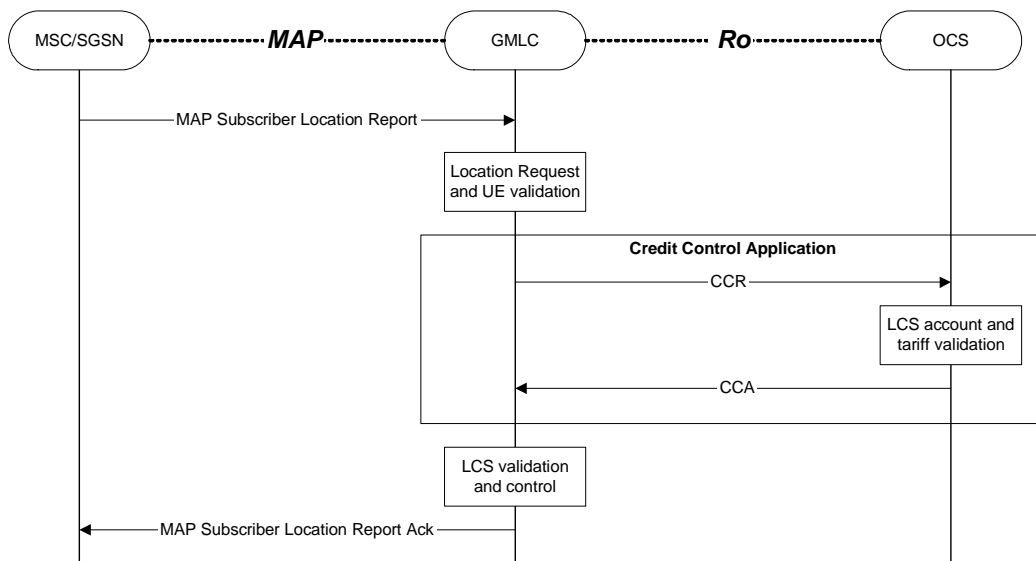 MSC/SGSN
MAP
GMLC
Ro
OCS
MAP Subscriber Location Report
Location Request
and UE validation
Credit Control Application
CCR
LCS account and
tariff validation
CCA
LCS validation
and control
MAP Subscriber Location Report Ack